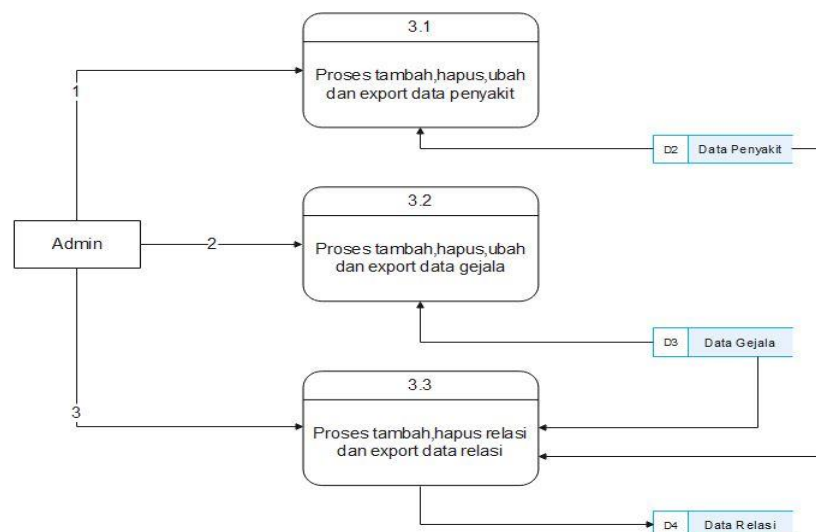 3.1
Proses tambah,hapus,ubah
dan export data penyakit
1
D2 Data Penyakit
3.2
Admin
2
Proses tambah,hapus,ubah
dan export data gejala
D3 Data Gejala
3.3
3
Proses tambah,hapus relasi
dan export data relasi
D4 Data Relasi